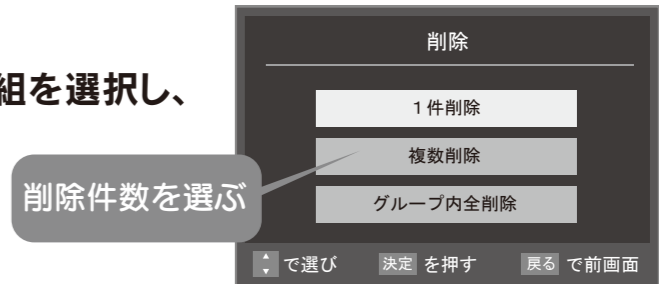 組を選択し、
削除
1件削除
複数削除
グループ内全削除
削除件数を選ぶ
で選び 決定 を押す 戻る で前画面